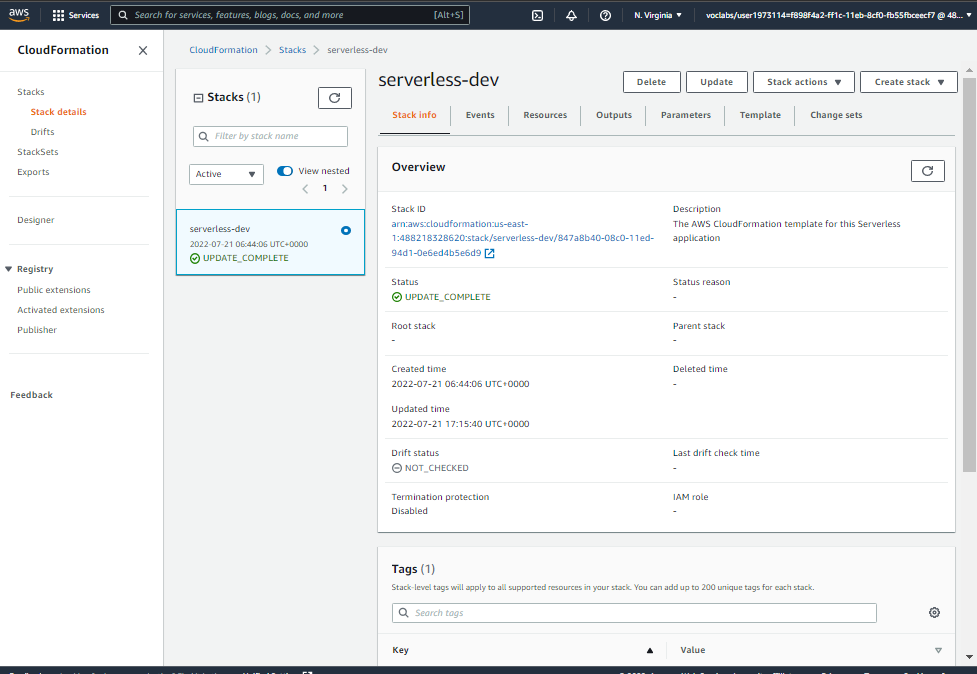 aws
Services
Search for services, features, blogs, docs, and more
[Alt+S]
N. Virginia
voclabs/user1973114=f898f4a2-ff1c-11eb-8cf0-fb55fbceecf7 @ 48...
CloudFormation
Stacks
Stack details
Drifts
StackSets
Exports
Designer
Registry
Public extensions
Activated extensions
Publisher
Feedback
CloudFormation
Stacks
serverless-dev
Stacks (1)
Filter by stack name
Active
View nested
1
serverless-dev
2022-07-21 06:44:06 UTC+0000
UPDATE_COMPLETE
serverless-dev
Delete
Update
Stack actions
Create stack
Stack info
Events
Resources
Outputs
Parameters
Template
Change sets
Overview
Stack ID
arn:aws:cloudformation:us-east-
1:488218328620:stack/serverless-dev/847a8b40-08c0-11ed-
94d1-0e6ed4b5e6d9
Description
The AWS CloudFormation template for this Serverless
application
Status
UPDATE_COMPLETE
Status reason
-
Root stack
-
Parent stack
-
Created time
2022-07-21 06:44:06 UTC+0000
Deleted time
-
Updated time
2022-07-21 17:15:40 UTC+0000
Drift status
NOT_CHECKED
Last drift check time
-
Termination protection
Disabled
IAM role
-
Tags (1)
Stack-level tags will apply to all supported resources in your stack. You can add up to 200 unique tags for each stack.
Search tags
Key
Value